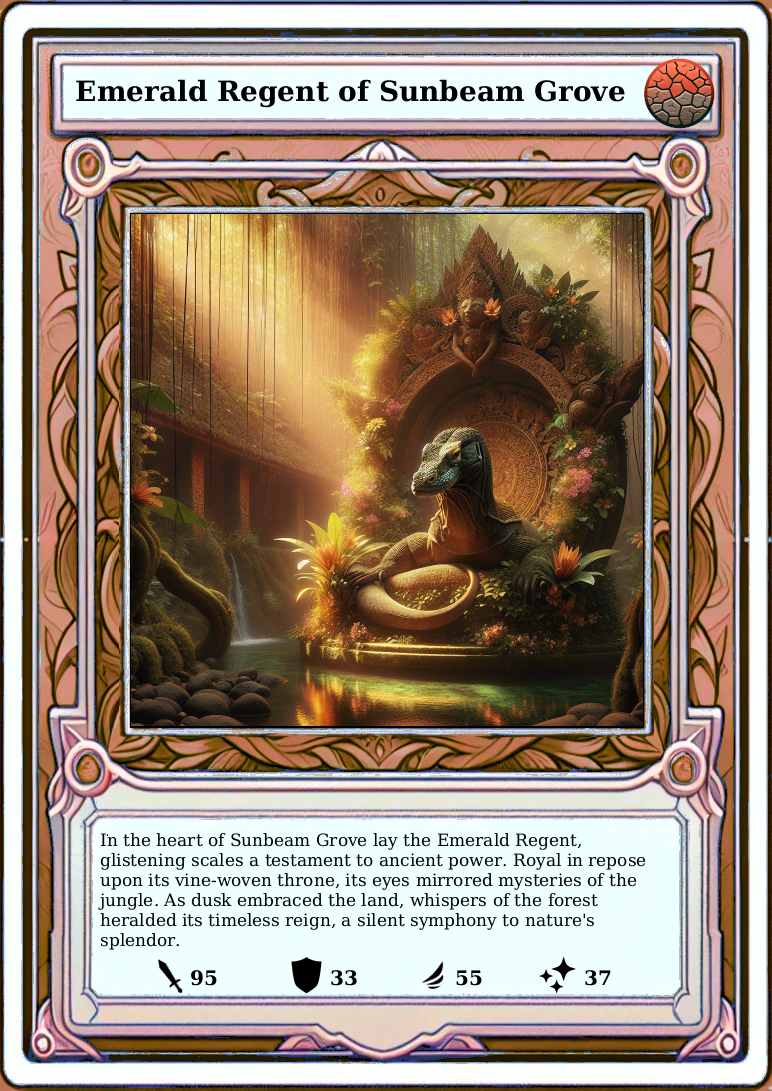 Emerald Regent of Sunbeam Grove
In the heart of Sunbeam Grove lay the Emerald Regent,
glistening scales a testament to ancient power. Royal in repose
upon its vine-woven throne, its eyes mirrored mysteries of the
jungle. As dusk embraced the land, whispers of the forest
heralded its timeless reign, a silent symphony to nature's
splendor.
95 33 55 37